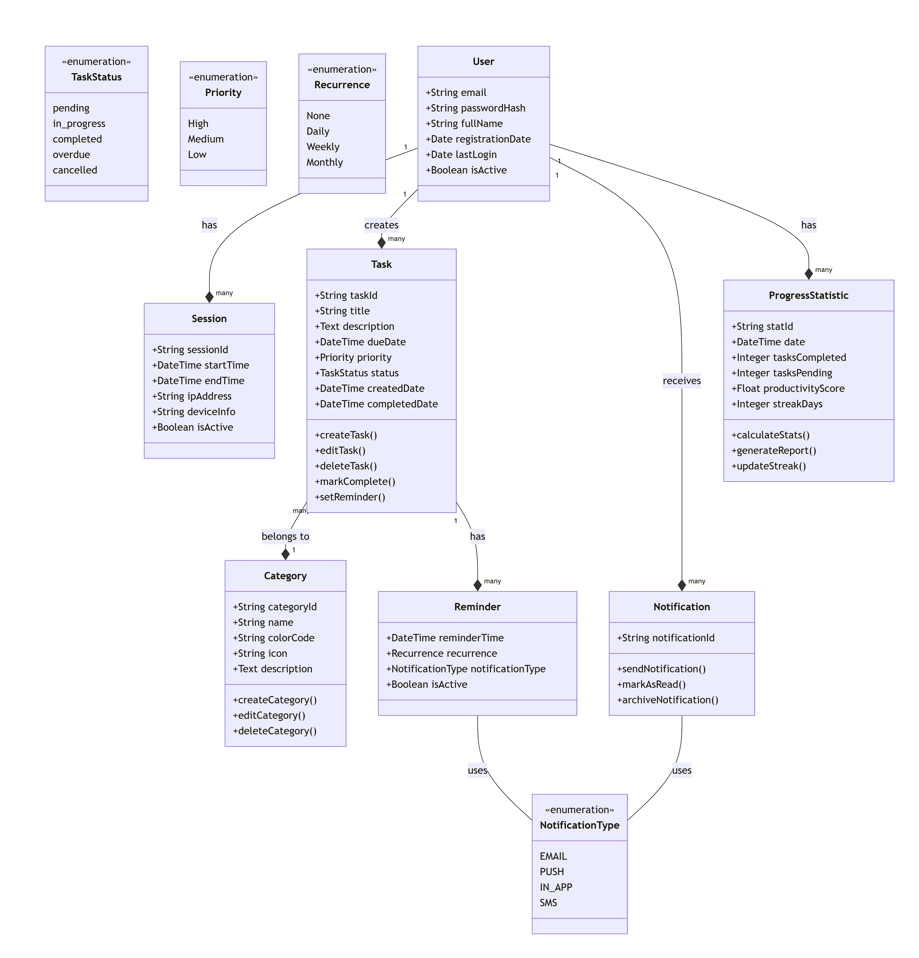 «enumeration»
TaskStatus
pending
in_progress
completed
overdue
cancelled
«enumeration»
Priority
High
Medium
Low
«enumeration»
Recurrence
None
Daily
Weekly
Monthly
User
+String email
+String passwordHash
+String fullName
+Date registrationDate
+Date lastLogin
+Boolean isActive
1
1
1
1
has
creates
receives
has
many
many
many
many
Session
+String sessionId
+DateTime startTime
+DateTime endTime
+String ipAddress
+String deviceInfo
+Boolean isActive
Task
+String taskId
+String title
+Text description
+DateTime dueDate
+Priority priority
+TaskStatus status
+DateTime createdDate
+DateTime completedDate
+createTask()
+editTask()
+deleteTask()
+markComplete()
+setReminder()
ProgressStatistic
+String statId
+DateTime date
+Integer tasksCompleted
+Integer tasksPending
+Float productivityScore
+Integer streakDays
+calculateStats()
+generateReport()
+updateStreak()
many
belongs to
1
1
has
many
Category
+String categoryId
+String name
+String colorCode
+String icon
+Text description
+createCategory()
+editCategory()
+deleteCategory()
Reminder
+DateTime reminderTime
+Recurrence recurrence
+NotificationType notificationType
+Boolean isActive
Notification
+String notificationId
+sendNotification()
+markAsRead()
+archiveNotification()
uses
uses
«enumeration»
NotificationType
EMAIL
PUSH
IN_APP
SMS